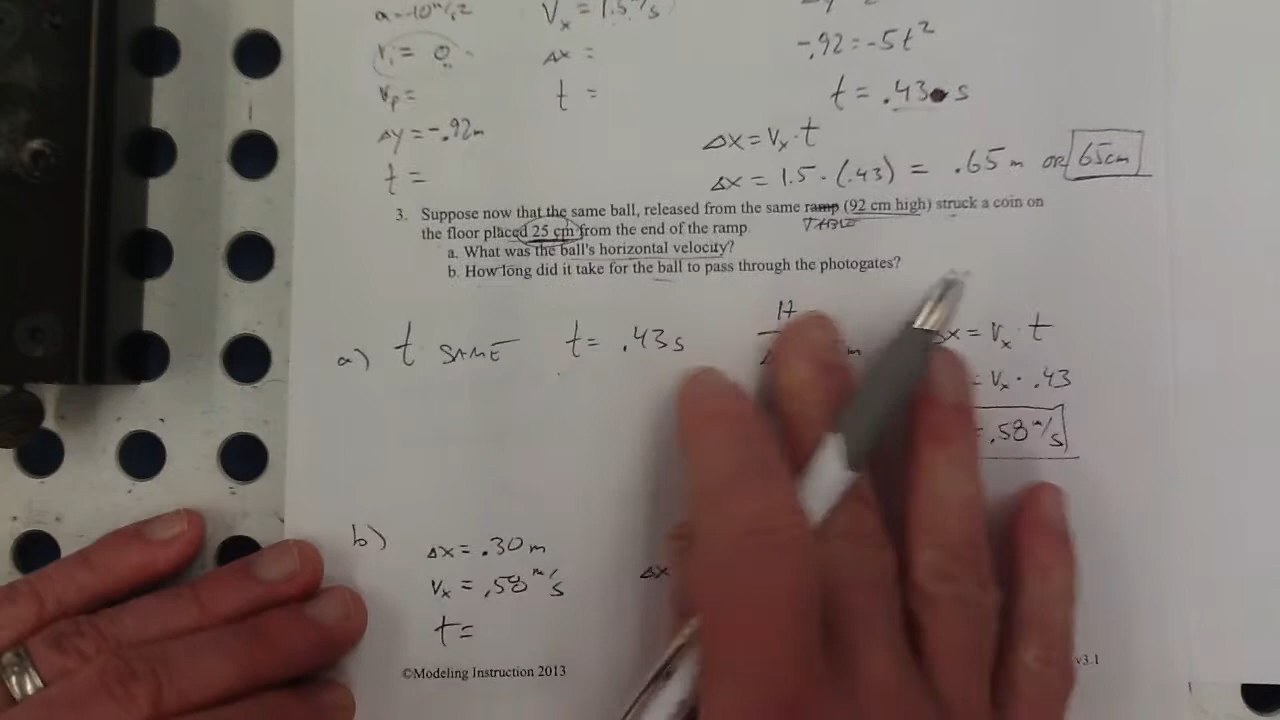 a=-10 m/s2
Vx = 1.5 m/s
vi = 0
Δx =
-.92=-5t²
vf=
t =
t = .43 s
Δy = -.92m
Δx = Vx · t
t =
Δx = 1.5 · (.43) = .65 m OR 65cm
3. Suppose now that the same ball, released from the same ramp (92 cm high) struck a coin on
TABLE
the floor placed 25 cm from the end of the ramp.
a. What was the ball's horizontal velocity?
b. How long did it take for the ball to pass through the photogates?
a) t SAME t = .43s
H
m
Δx = Vx · t
= Vx · .43
= .58 m/s
b) Δx = .30 m
Vx = .58 m/s
Δx
t =
©Modeling Instruction 2013
v3.1